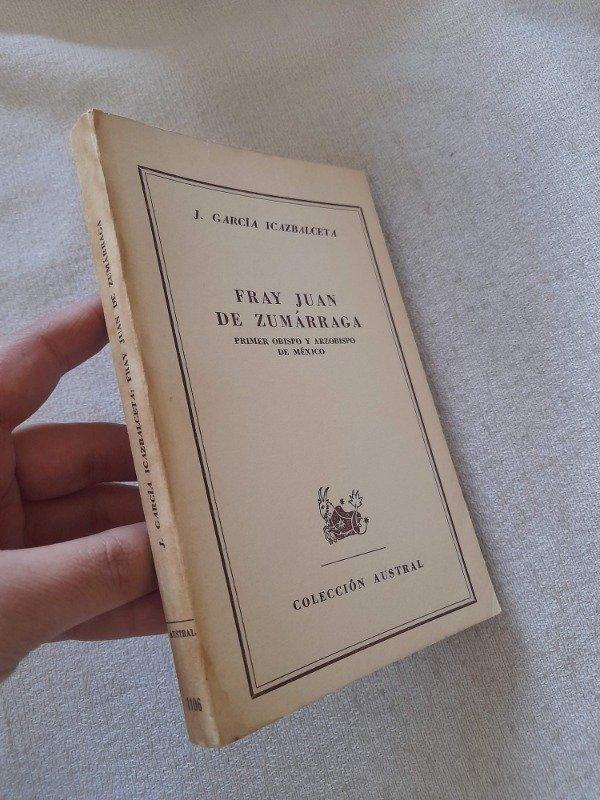 J. GARCÍA ICAZBALCETA
FRAY JUAN
DE ZUMÁRRAGA
PRIMER OBISPO Y ARZOBISPO
DE MÉXICO
COLECCIÓN AUSTRAL
J. GARCÍA ICAZBALCETA: FRAY JUAN DE ZUMÁRRAGA
AUSTRAL
1106